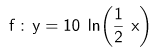 f : y = 10 ln(1/2 x)